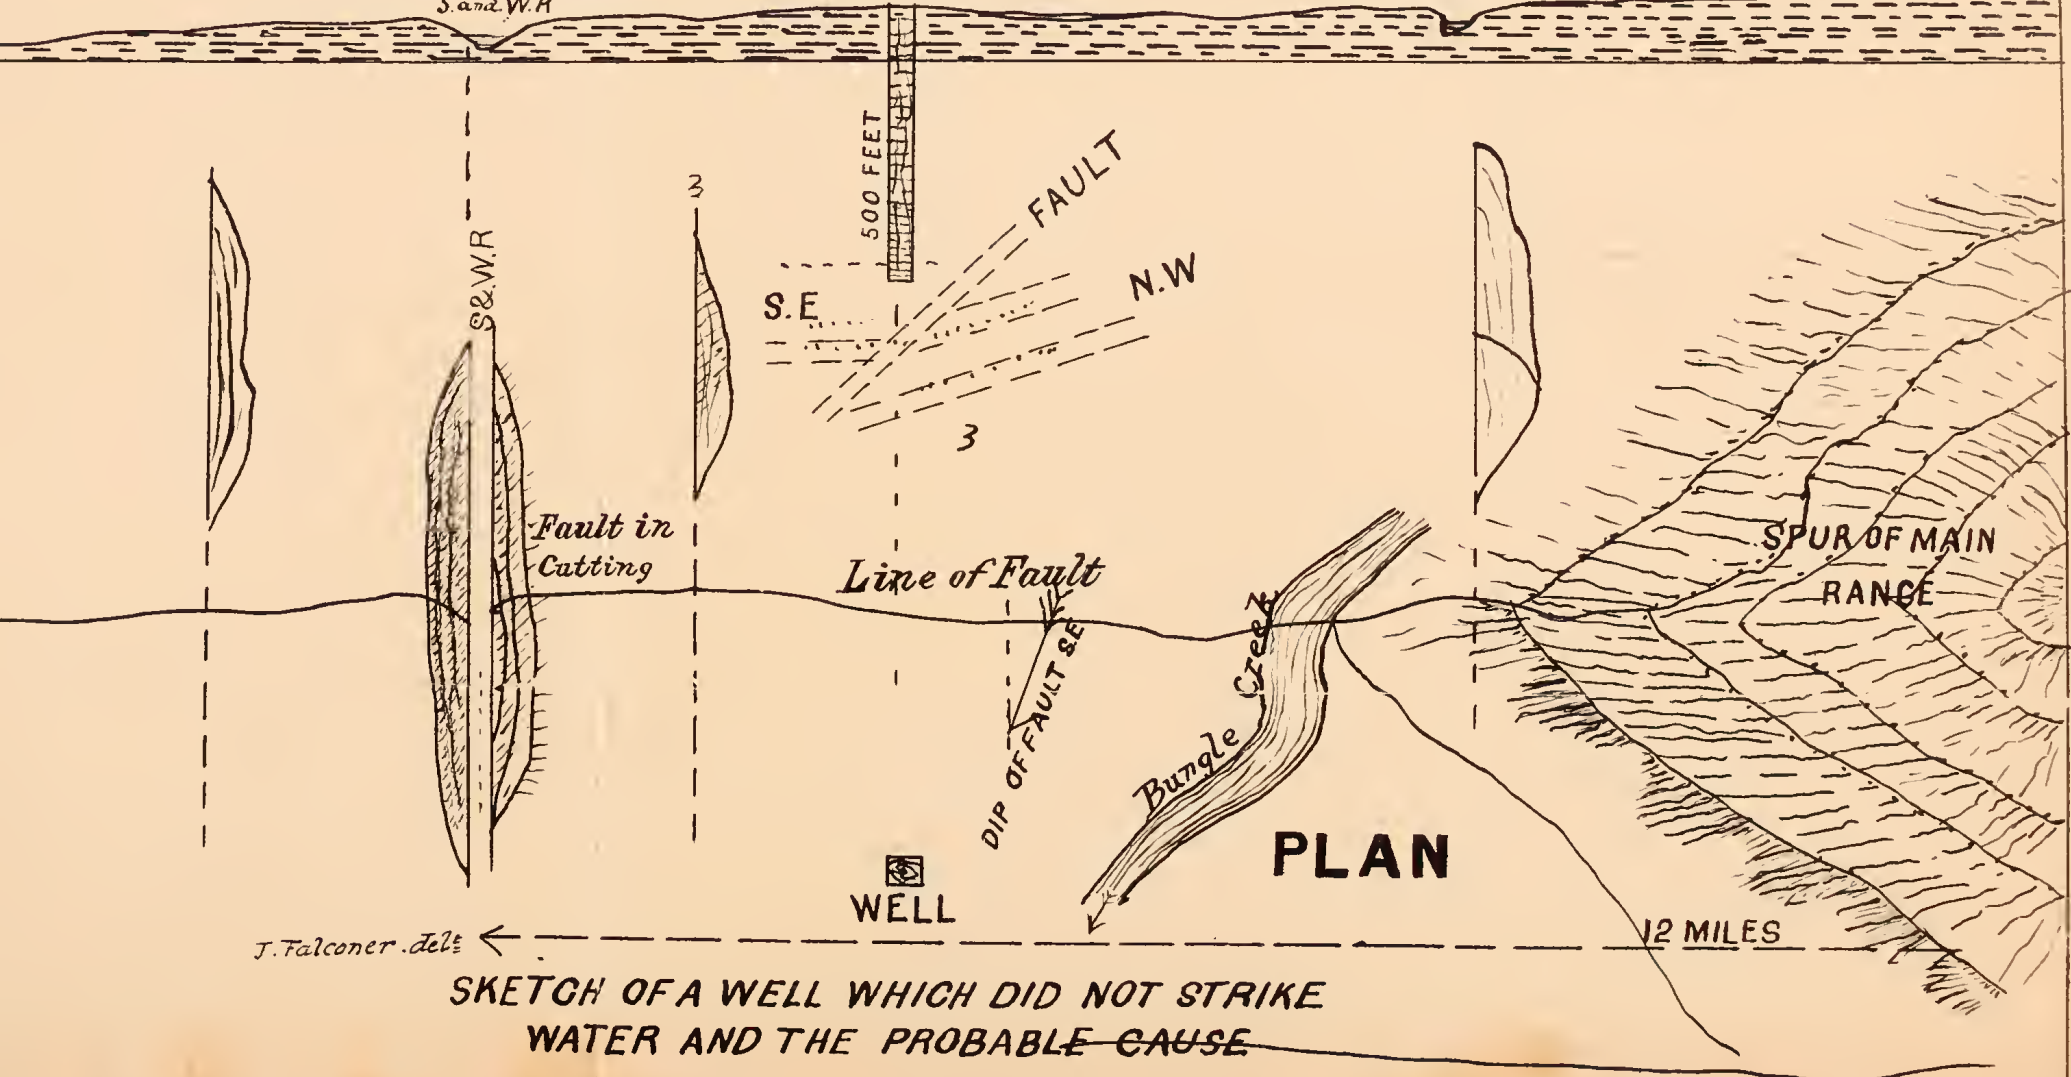 S. and W. R
500 FEET
FAULT
3
S&.W.R
N.W
S.E
3
Fault in
Cutting
Line of Fault
SPUR OF MAIN
RANGE
Creek
DIP OF FAULT S.E
Bungle
PLAN
WELL
12 MILES
J. Falconer. delt
SKETCH OF A WELL WHICH DID NOT STRIKE
WATER AND THE PROBABLE CAUSE